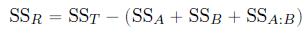 SS_R = SS_T − (SS_A + SS_B + SS_{A:B})